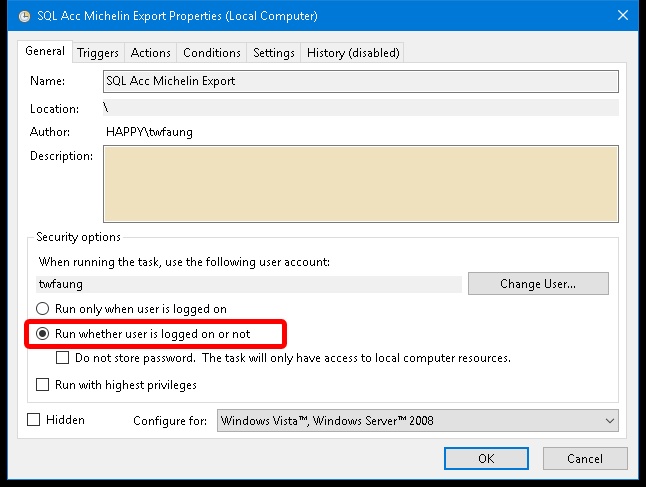 SQL Acc Michelin Export Properties (Local Computer)
General Triggers Actions Conditions Settings History (disabled)
Name: SQL Acc Michelin Export
Location: \
Author: HAPPY\twfaung
Description:
Security options
When running the task, use the following user account:
twfaung Change User...
Run only when user is logged on
Run whether user is logged on or not
Do not store password. The task will only have access to local computer resources.
Run with highest privileges
Hidden Configure for: Windows Vista™, Windows Server™ 2008
OK Cancel